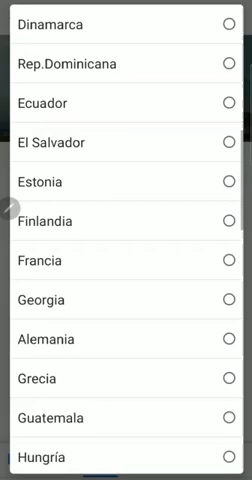 Dinamarca
Rep.Dominicana
Ecuador
El Salvador
Estonia
Finlandia
Francia
Georgia
Alemania
Grecia
Guatemala
Hungría